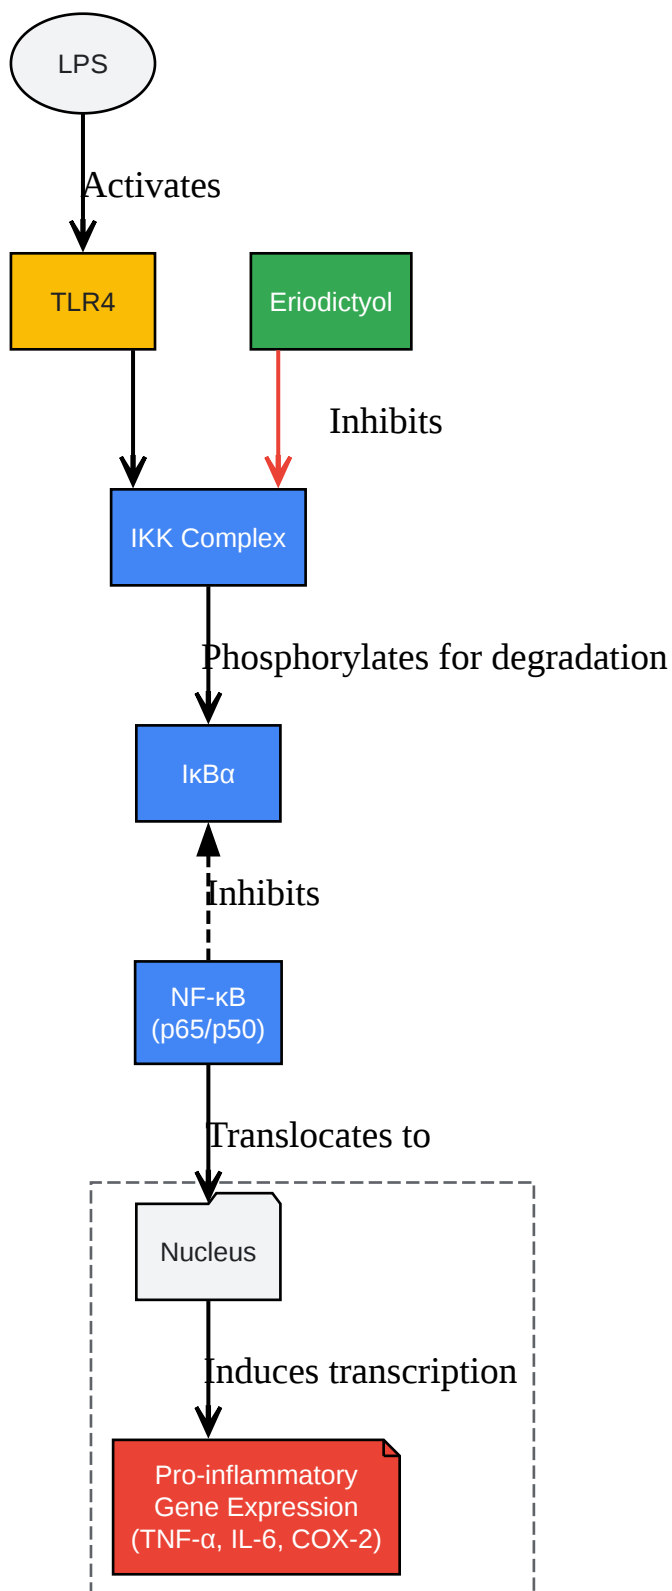 LPS
Activates
TLR4
Eriodictyol
Inhibits
IKK Complex
Phosphorylates for degradation
IκBα
Inhibits
NF-κB
(p65/p50)
Translocates to
Nucleus
Induces transcription
Pro-inflammatory
Gene Expression
(TNF-α, IL-6, COX-2)